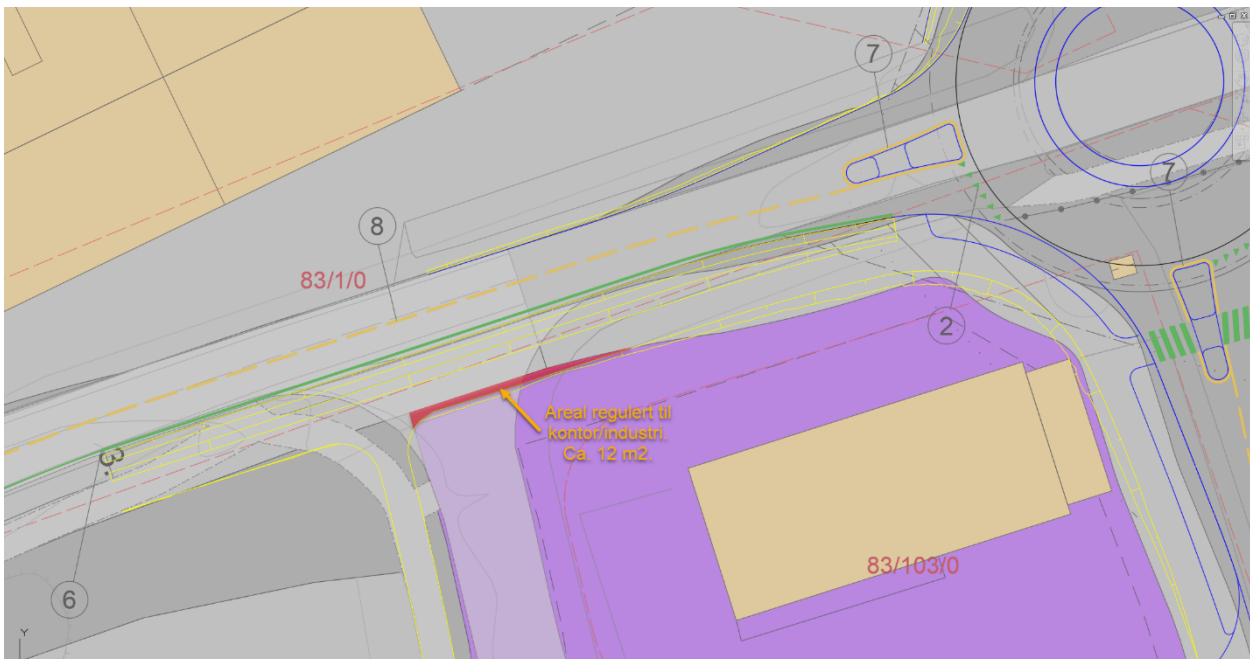 7
7
8
83/1/0
2
Areal regulert til
kontor/industri.
Ca. 12 m2.
3.
83/103/0
6
Y